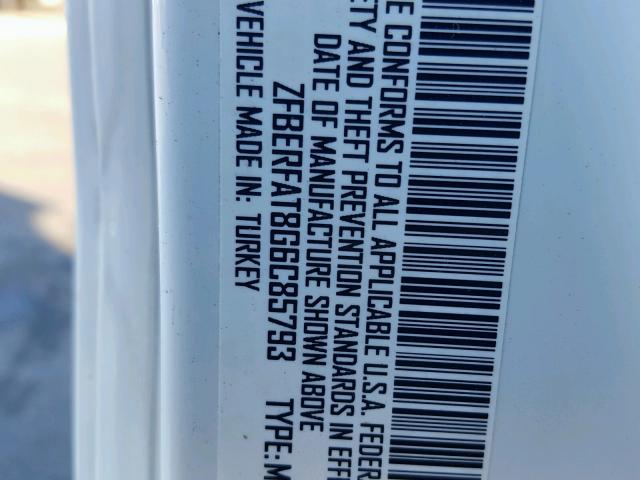 E CONFORMS TO ALL APPLICABLE U.S.A. FEDER
ETY AND THEFT PREVENTION STANDARDS IN EFF
DATE OF MANUFACTURE SHOWN ABOVE
ZFBERFAT8G6C85793 TYPE: M
VEHICLE MADE IN: TURKEY